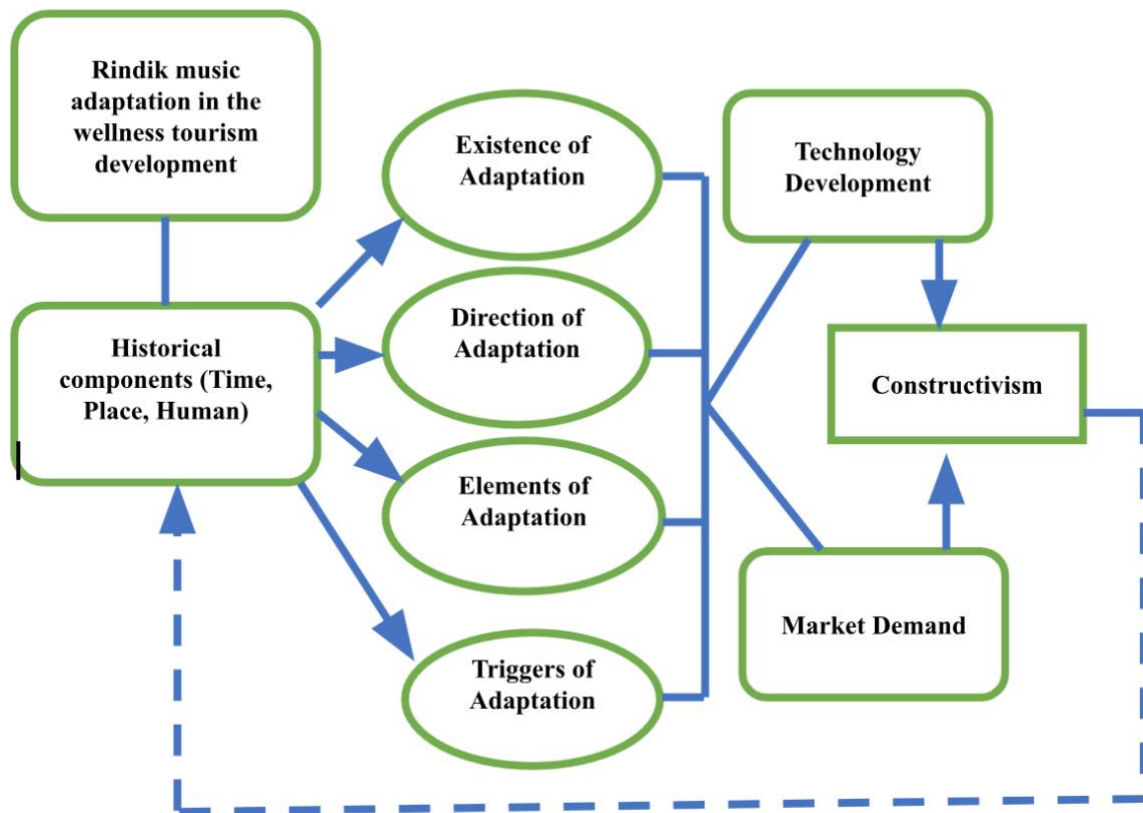 Rindik music
adaptation in the
wellness tourism
development
Historical
components (Time,
Place, Human)
Existence of
Adaptation
Direction of
Adaptation
Elements of
Adaptation
Triggers of
Adaptation
Technology
Development
Constructivism
Market Demand